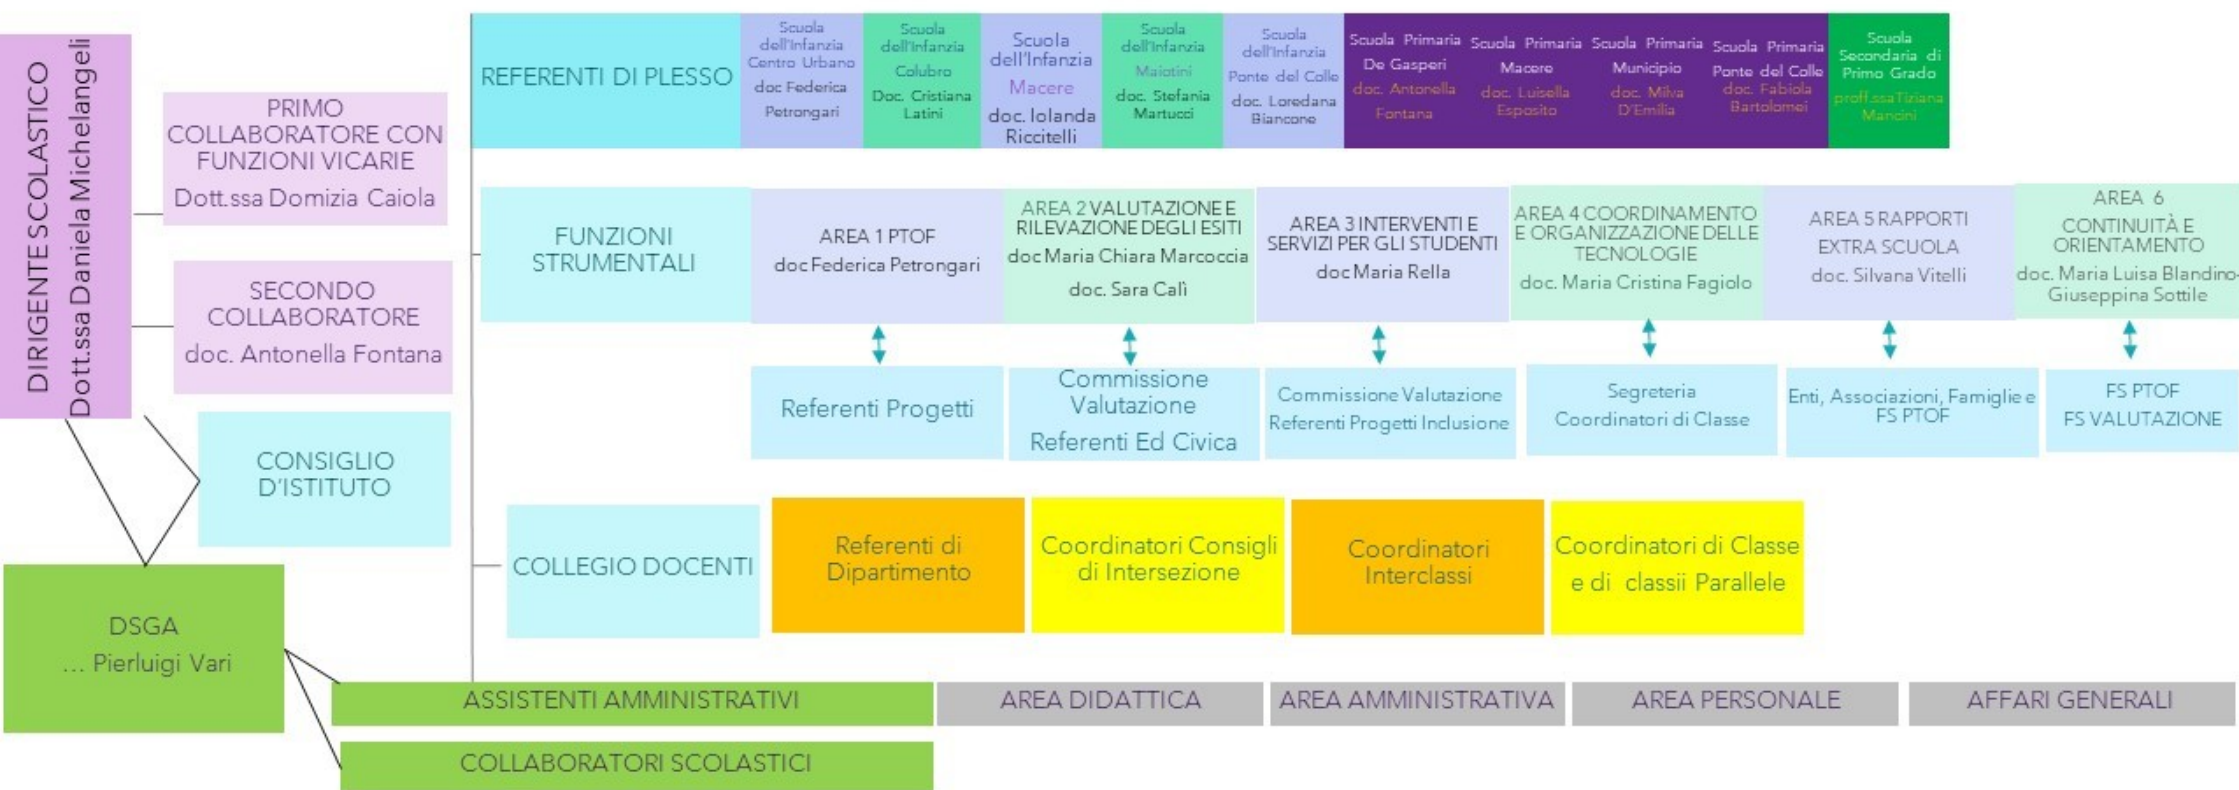 DIRIGENTE SCOLASTICO
Dott.ssa Daniela Michelangeli
PRIMO
COLLABORATORE CON
FUNZIONI VICARIE
Dott.ssa Domizia Caiola
SECONDO
COLLABORATORE
doc. Antonella Fontana
CONSIGLIO
D'ISTITUTO
DSGA
... Pierluigi Vari
REFERENTI DI PLESSO
Scuola
dell'Infanzia
Centro Urbano
doc Federica
Petrongari
Scuola
dell'Infanzia
Colubro
Doc. Cristiana
Latini
Scuola
dell'Infanzia
Macere
doc. Iolanda
Riccitelli
Scuola
dell'Infanzia
Maiotini
doc. Stefania
Martucci
Scuola
dell'Infanzia
Ponte del Colle
doc. Loredana
Biancone
Scuola Primaria
De Gasperi
doc. Antonella
Fontana
Scuola Primaria
Macere
doc. Luisella
Esposito
Scuola Primaria
Municipio
doc. Milva
D'Emilia
Scuola Primaria
Ponte del Colle
doc. Fabiola
Bartolomei
Scuola
Secondaria di
Primo Grado
proff.ssa Tiziana
Mancini
FUNZIONI
STRUMENTALI
AREA 1 PTOF
doc Federica Petrongari
AREA 2 VALUTAZIONE E
RILEVAZIONE DEGLI ESITI
doc Maria Chiara Marcoccia
doc. Sara Calì
AREA 3 INTERVENTI E
SERVIZI PER GLI STUDENTI
doc Maria Rella
AREA 4 COORDINAMENTO
E ORGANIZZAZIONE DELLE
TECNOLOGIE
doc. Maria Cristina Fagiolo
AREA 5 RAPPORTI
EXTRA SCUOLA
doc. Silvana Vitelli
AREA 6
CONTINUITÀ E
ORIENTAMENTO
doc. Maria Luisa Blandino-
Giuseppina Sottile
Referenti Progetti
Commissione
Valutazione
Referenti Ed Civica
Commissione Valutazione
Referenti Progetti Inclusione
Segreteria
Coordinatori di Classe
Enti, Associazioni, Famiglie e
FS PTOF
FS PTOF
FS VALUTAZIONE
COLLEGIO DOCENTI
Referenti di
Dipartimento
Coordinatori Consigli
di Intersezione
Coordinatori
Interclassi
Coordinatori di Classe
e di classii Parallele
ASSISTENTI AMMINISTRATIVI
AREA DIDATTICA
AREA AMMINISTRATIVA
AREA PERSONALE
AFFARI GENERALI
COLLABORATORI SCOLASTICI